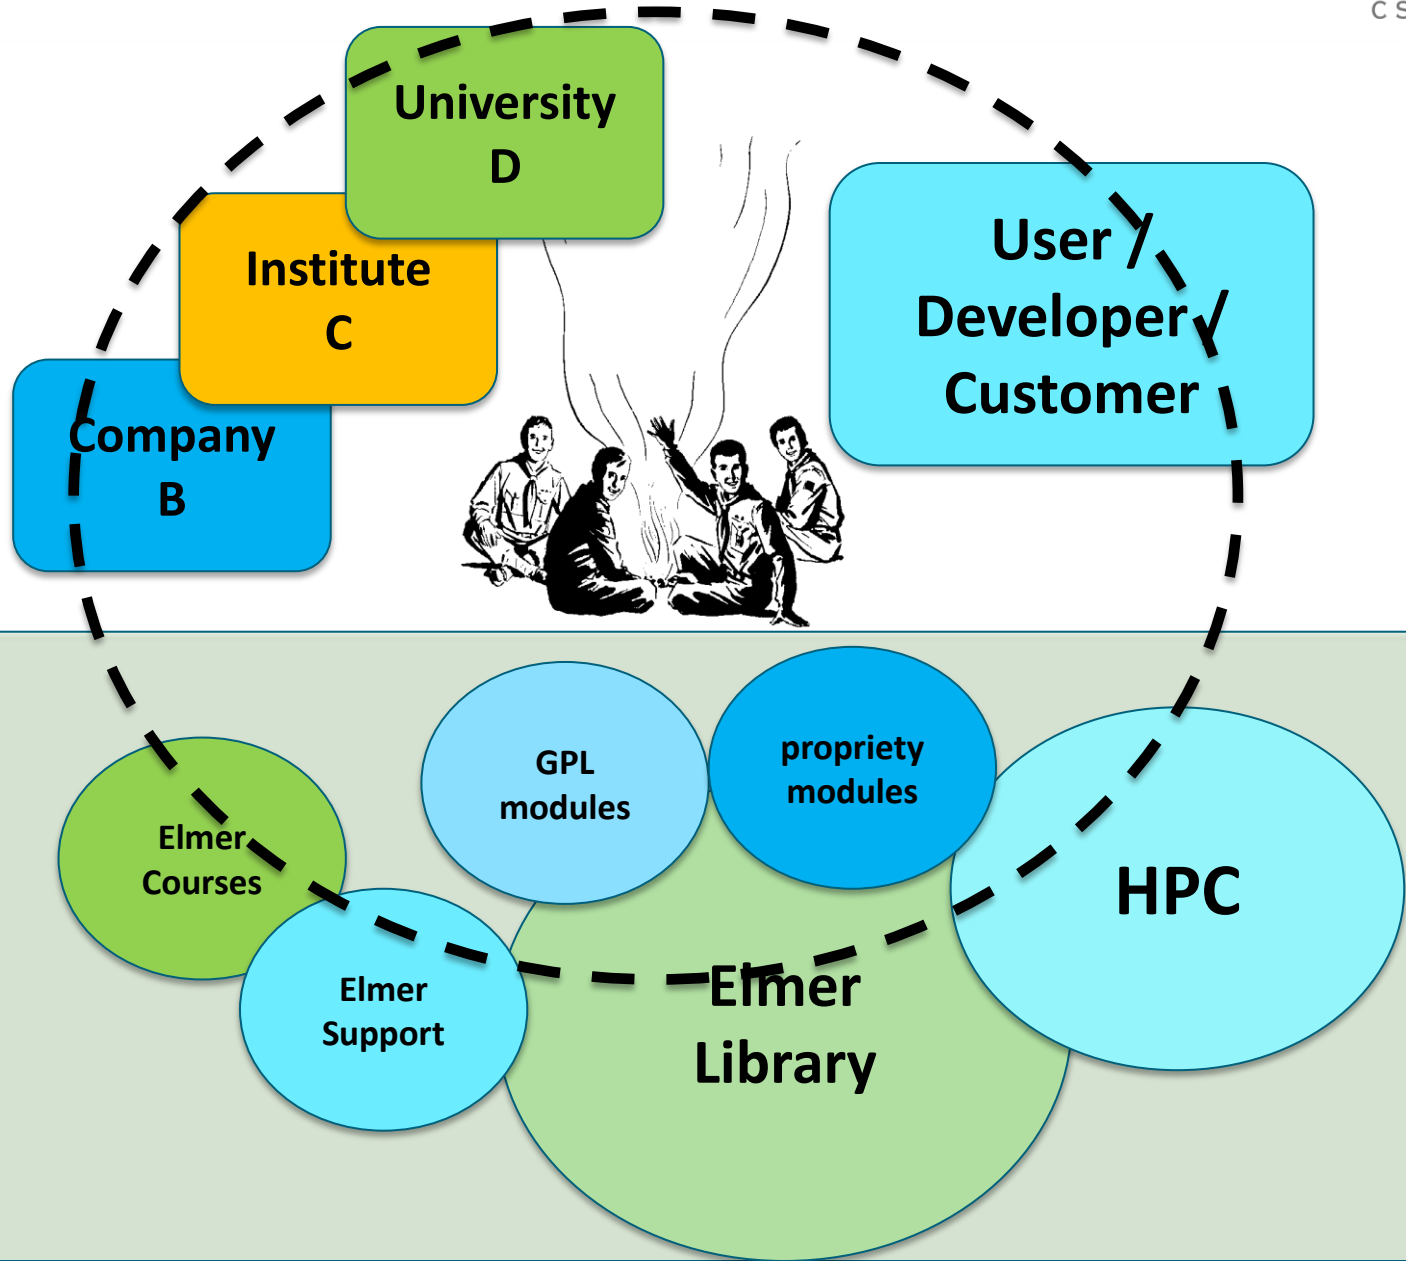 C S
University
D
Institute
C
Company
B
User /
Developer /
Customer
GPL
modules
propriety
modules
Elmer
Courses
HPC
Elmer
Support
Elmer
Library